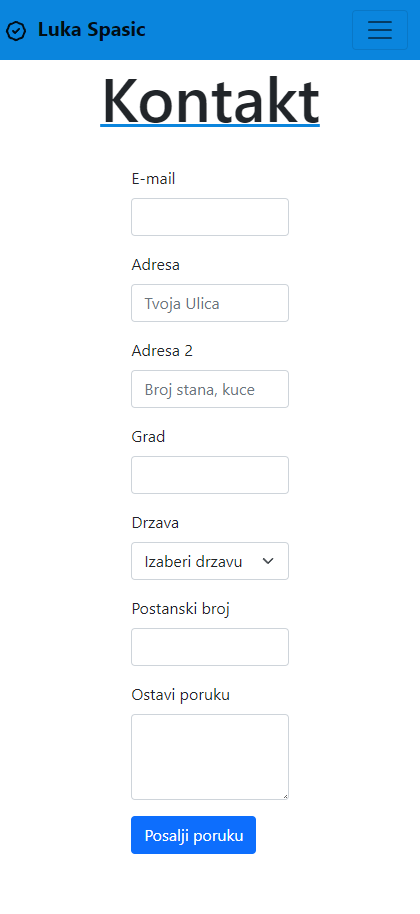 Luka Spasic
Kontakt
E-mail
Adresa
Tvoja Ulica
Adresa 2
Broj stana, kuce
Grad
Drzava
Izaberi drzavu
Postanski broj
Ostavi poruku
Posalji poruku